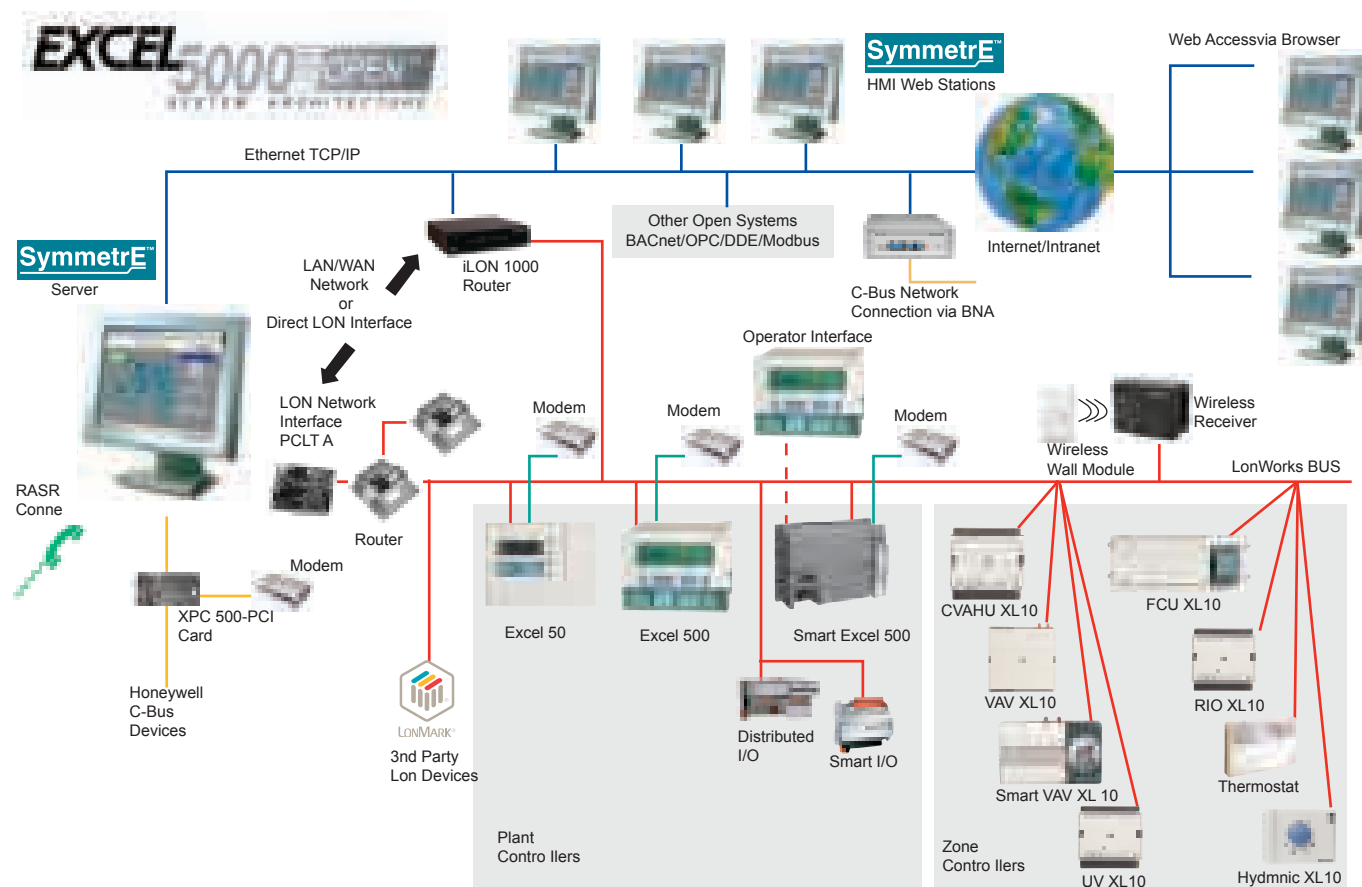 EXCEL 5000 OPEN
SYSTEM ARCHITECTURE
SymmetrE™
HMI Web Stations
Web Accessvia Browser
Ethernet TCP/IP
Other Open Systems
BACnet/OPC/DDE/Modbus
Internet/Intranet
SymmetrE™
Server
LAN/WAN
Network
or
Direct LON Interface
iLON 1000
Router
C-Bus Network
Connection via BNA
Operator Interface
LON Network
Interface
PCLT A
Modem
Modem
Modem
Wireless
Receiver
Wireless
Wall Module
LonWorks BUS
RASR
Conne
Router
Modem
XPC 500-PCI
Card
Honeywell
C-Bus
Devices
LONMARK®
3nd Party
Lon Devices
Excel 50
Excel 500
Smart Excel 500
Distributed
I/O
Smart I/O
Plant
Contro llers
CVAHU XL10
FCU XL10
VAV XL10
RIO XL10
Smart VAV XL 10
Thermostat
UV XL10
Hydmnic XL10
Zone
Contro llers